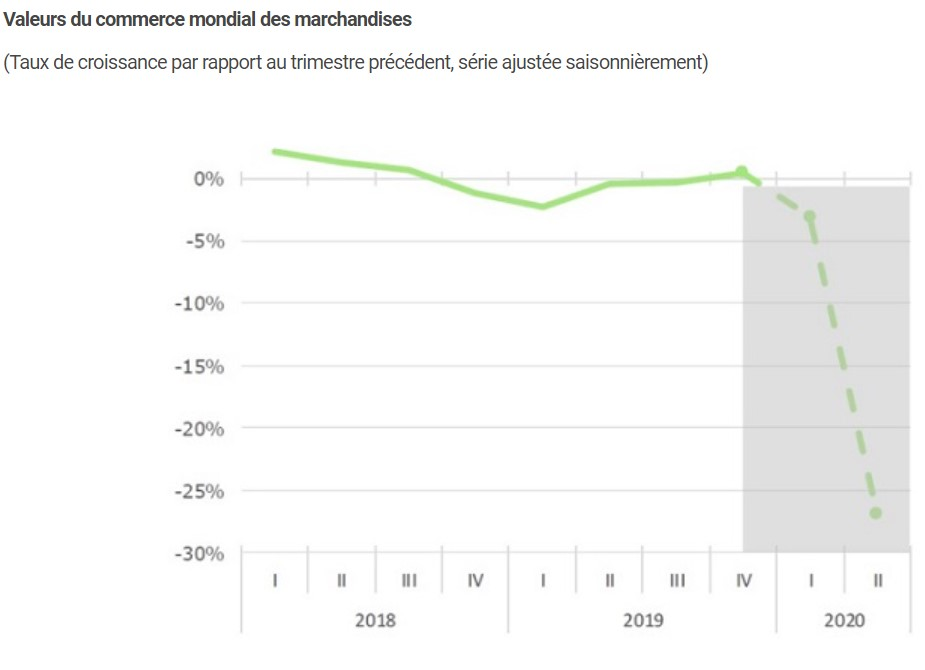 Valeurs du commerce mondial des marchandises
(Taux de croissance par rapport au trimestre précédent, série ajustée saisonnièrement)
0%
-5%
-10%
-15%
-20%
-25%
-30%
I II III IV I II III IV I II
2018 2019 2020